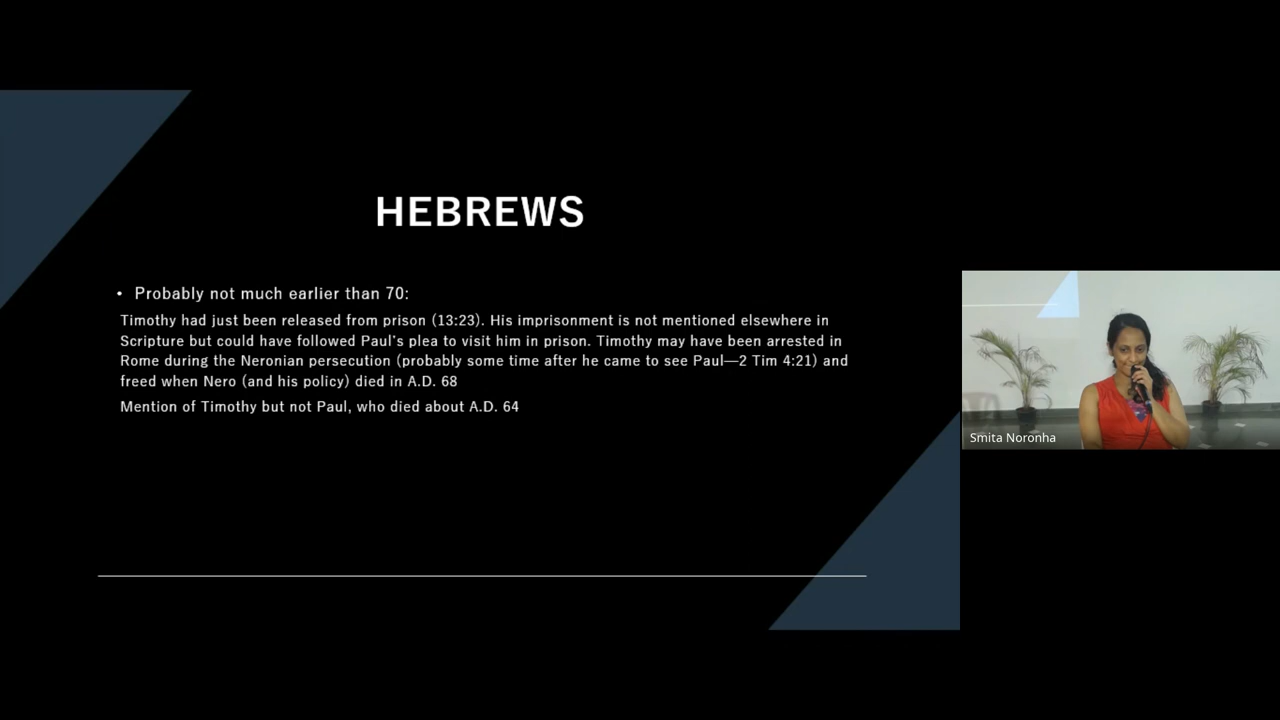 HEBREWS
• Probably not much earlier than 70:
Timothy had just been released from prison (13:23). His imprisonment is not mentioned elsewhere in
Scripture but could have followed Paul's plea to visit him in prison. Timothy may have been arrested in
Rome during the Neronian persecution (probably some time after he came to see Paul—2 Tim 4:21) and
freed when Nero (and his policy) died in A.D. 68
Mention of Timothy but not Paul, who died about A.D. 64
Smita Noronha